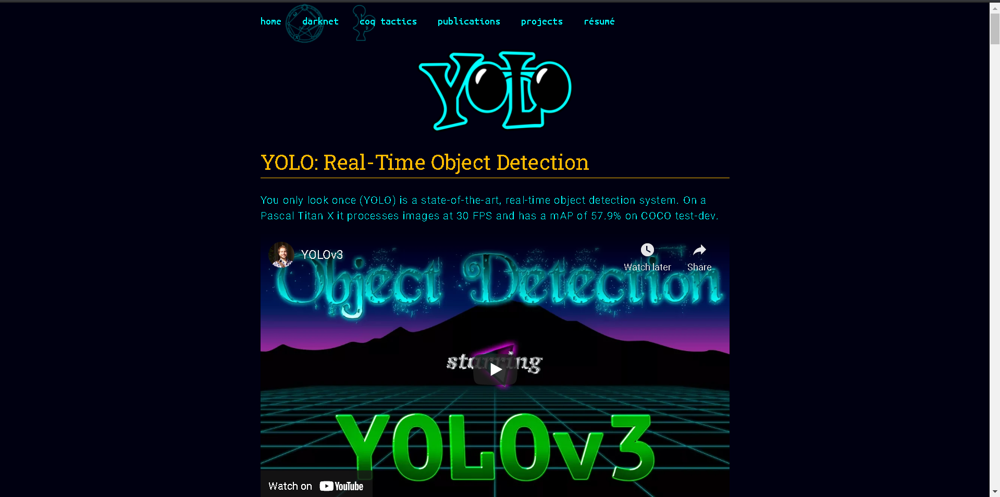 home darknet coq tactics publications projects résumé
YOLO
YOLO: Real-Time Object Detection
You only look once (YOLO) is a state-of-the-art, real-time object detection system. On a
Pascal Titan X it processes images at 30 FPS and has a mAP of 57.9% on COCO test-dev.
YOLOv3
Watch later Share
Object Detection
starring
YOLOv3
Watch on YouTube